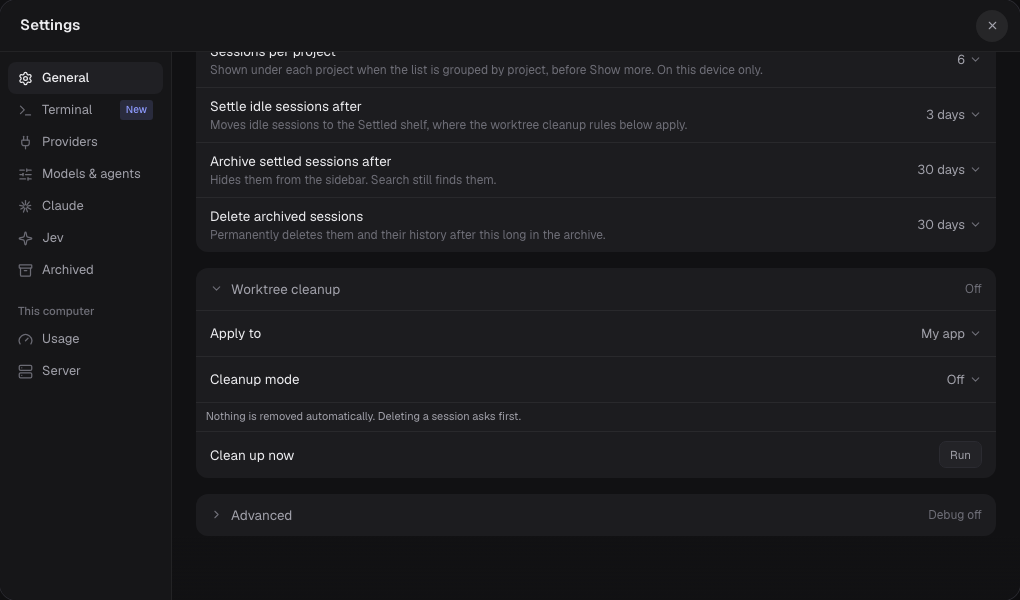 Settings
General
Terminal
New
Providers
Models & agents
Claude
Jev
Archived
This computer
Usage
Server
Sessions per project
Shown under each project when the list is grouped by project, before Show more. On this device only.
6
Settle idle sessions after
Moves idle sessions to the Settled shelf, where the worktree cleanup rules below apply.
3 days
Archive settled sessions after
Hides them from the sidebar. Search still finds them.
30 days
Delete archived sessions
Permanently deletes them and their history after this long in the archive.
30 days
Worktree cleanup
Off
Apply to
My app
Cleanup mode
Off
Nothing is removed automatically. Deleting a session asks first.
Clean up now
Run
Advanced
Debug off